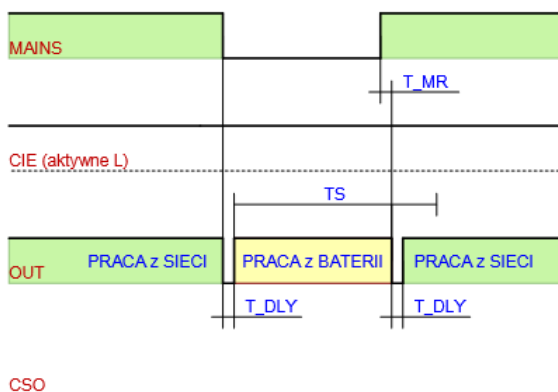 MAINS
T_MR
CIE (aktywne L)
TS
PRACA z SIECI
PRACA z BATERII
PRACA z SIECI
OUT
T_DLY
T_DLY
CSO